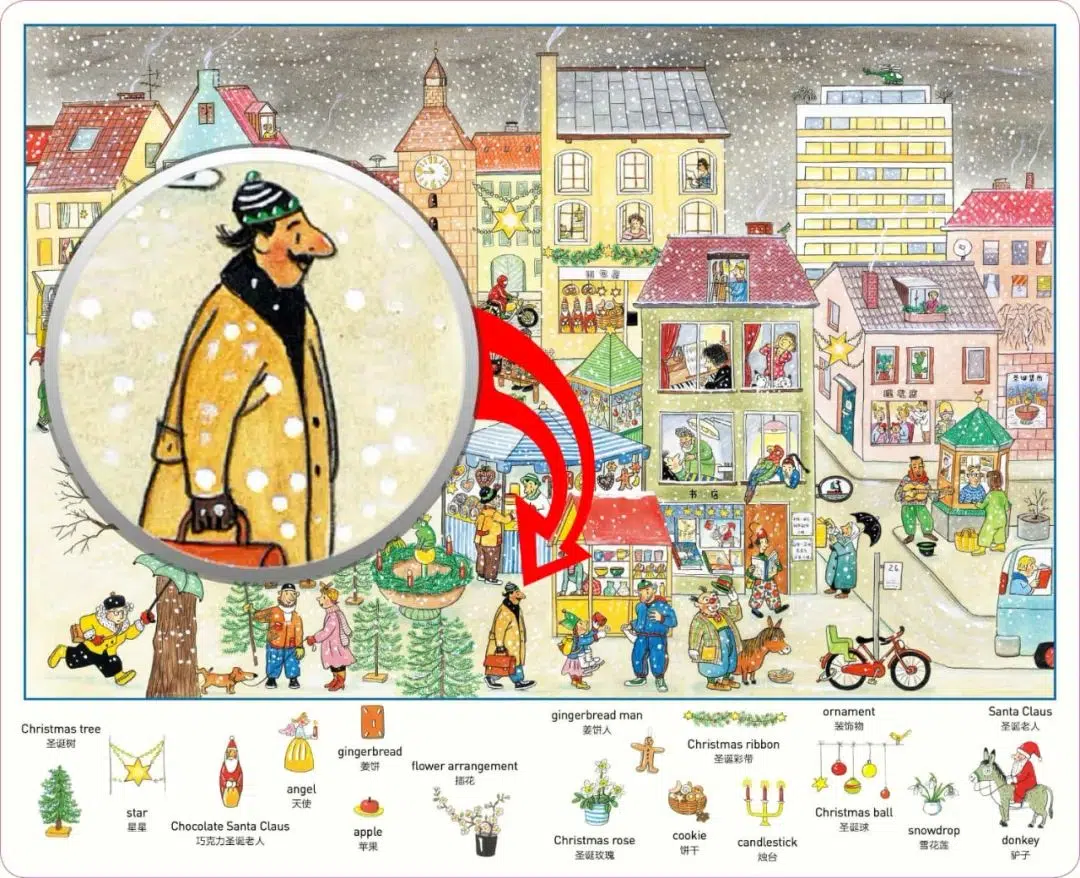 书店
26
Christmas tree
圣诞树
star
星星
Chocolate Santa Claus
巧克力圣诞老人
angel
天使
gingerbread
姜饼
apple
苹果
flower arrangement
插花
gingerbread man
姜饼人
Christmas rose
圣诞玫瑰
Christmas ribbon
圣诞彩带
cookie
饼干
candlestick
烛台
ornament
装饰物
Christmas ball
圣诞球
snowdrop
雪花莲
Santa Claus
圣诞老人
donkey
驴子